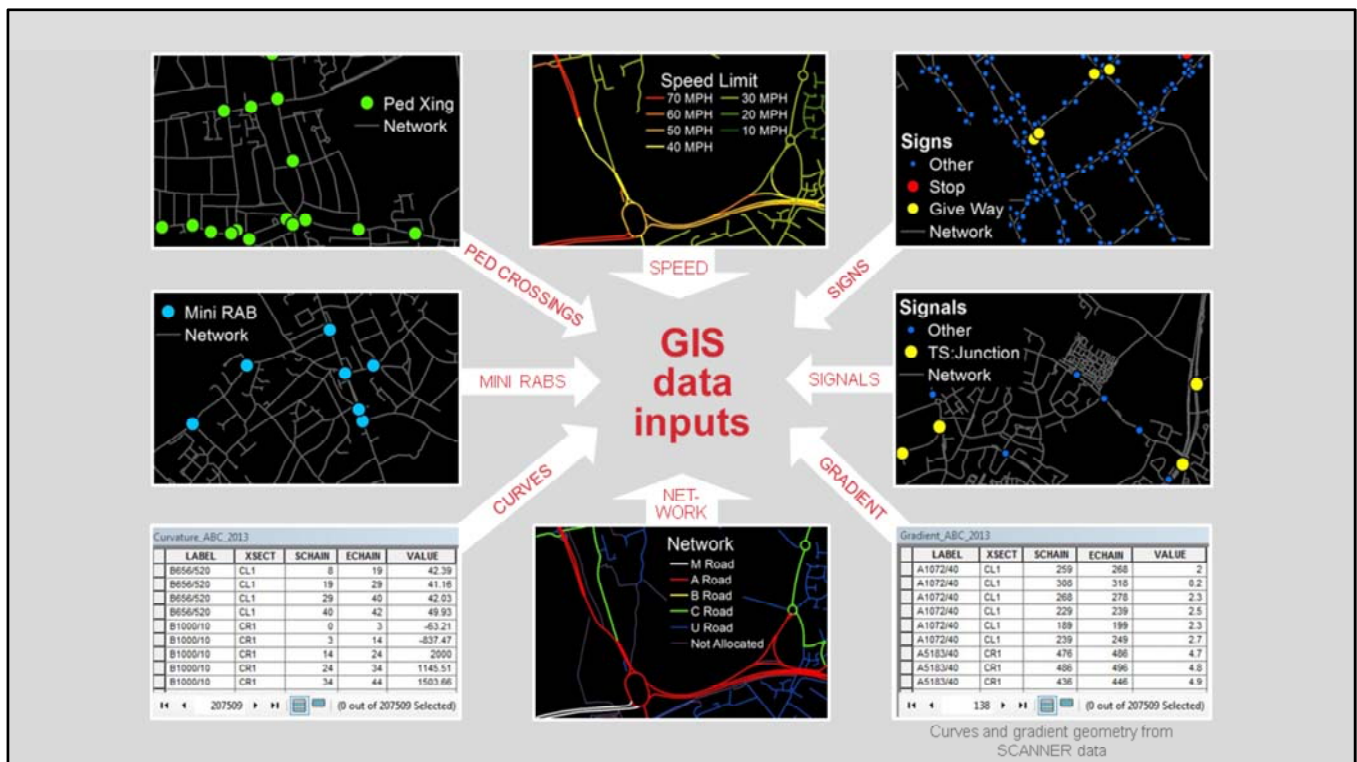 Ped Xing
Network
Speed Limit
70 MPH 30 MPH
60 MPH 20 MPH
50 MPH 10 MPH
40 MPH
Signs
Other
Stop
Give Way
Network
PED CROSSINGS
SPEED
SIGNS
Mini RAB
Network
MINI RABS
GIS
data
inputs
SIGNALS
Signals
Other
TS:Junction
Network
CURVES
NET-
WORK
GRADIENT
Curvature_ABC_2013
LABEL XSECT SCHAIN ECHAIN VALUE
B656/520 CL1 8 19 42.39
B656/520 CL1 19 29 41.16
B656/520 CL1 29 40 42.03
B656/520 CL1 40 42 49.93
B1000/10 CR1 0 3 -63.21
B1000/10 CR1 3 14 -837.47
B1000/10 CR1 14 24 2000
B1000/10 CR1 24 34 1145.51
B1000/10 CR1 34 44 1503.66
207509 (0 out of 207509 Selected)
Network
M Road
A Road
B Road
C Road
U Road
Not Allocated
Gradient_ABC_2013
LABEL XSECT SCHAIN ECHAIN VALUE
A1072/40 CL1 259 268 2
A1072/40 CL1 308 318 0.2
A1072/40 CL1 268 278 2.3
A1072/40 CL1 229 239 2.5
A1072/40 CL1 189 199 2.3
A1072/40 CL1 239 249 2.7
A5183/40 CR1 476 486 4.7
A5183/40 CR1 486 496 4.8
A5183/40 CR1 436 446 4.9
138 (0 out of 207509 Selected)
Curves and gradient geometry from
SCANNER data